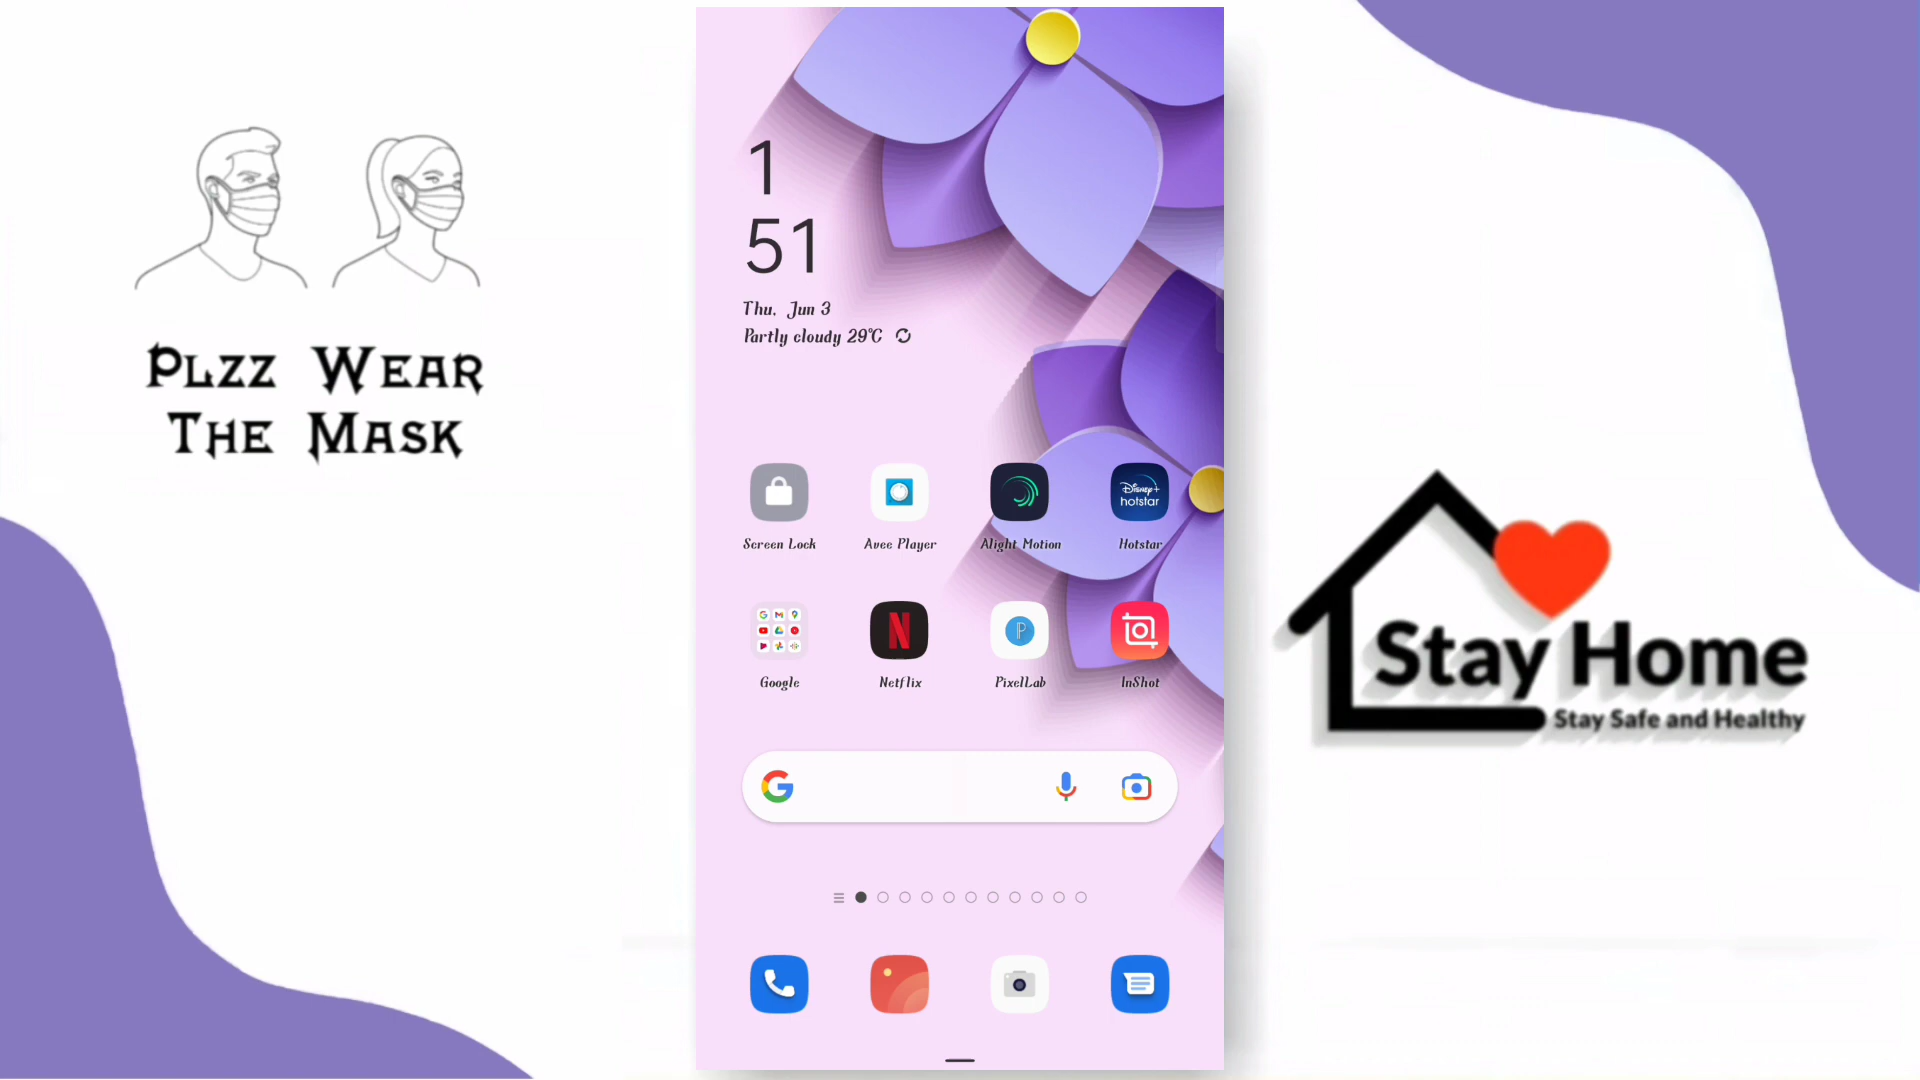 Plzz Wear
The Mask
1
51
Thu, Jun 3
Partly cloudy 29°C
Screen Lock
Avee Player
Alight Motion
Disney+
hotstar
Hotstar
Google
N
Netflix
P
PixelLab
InShot
G
Stay Home
Stay Safe and Healthy